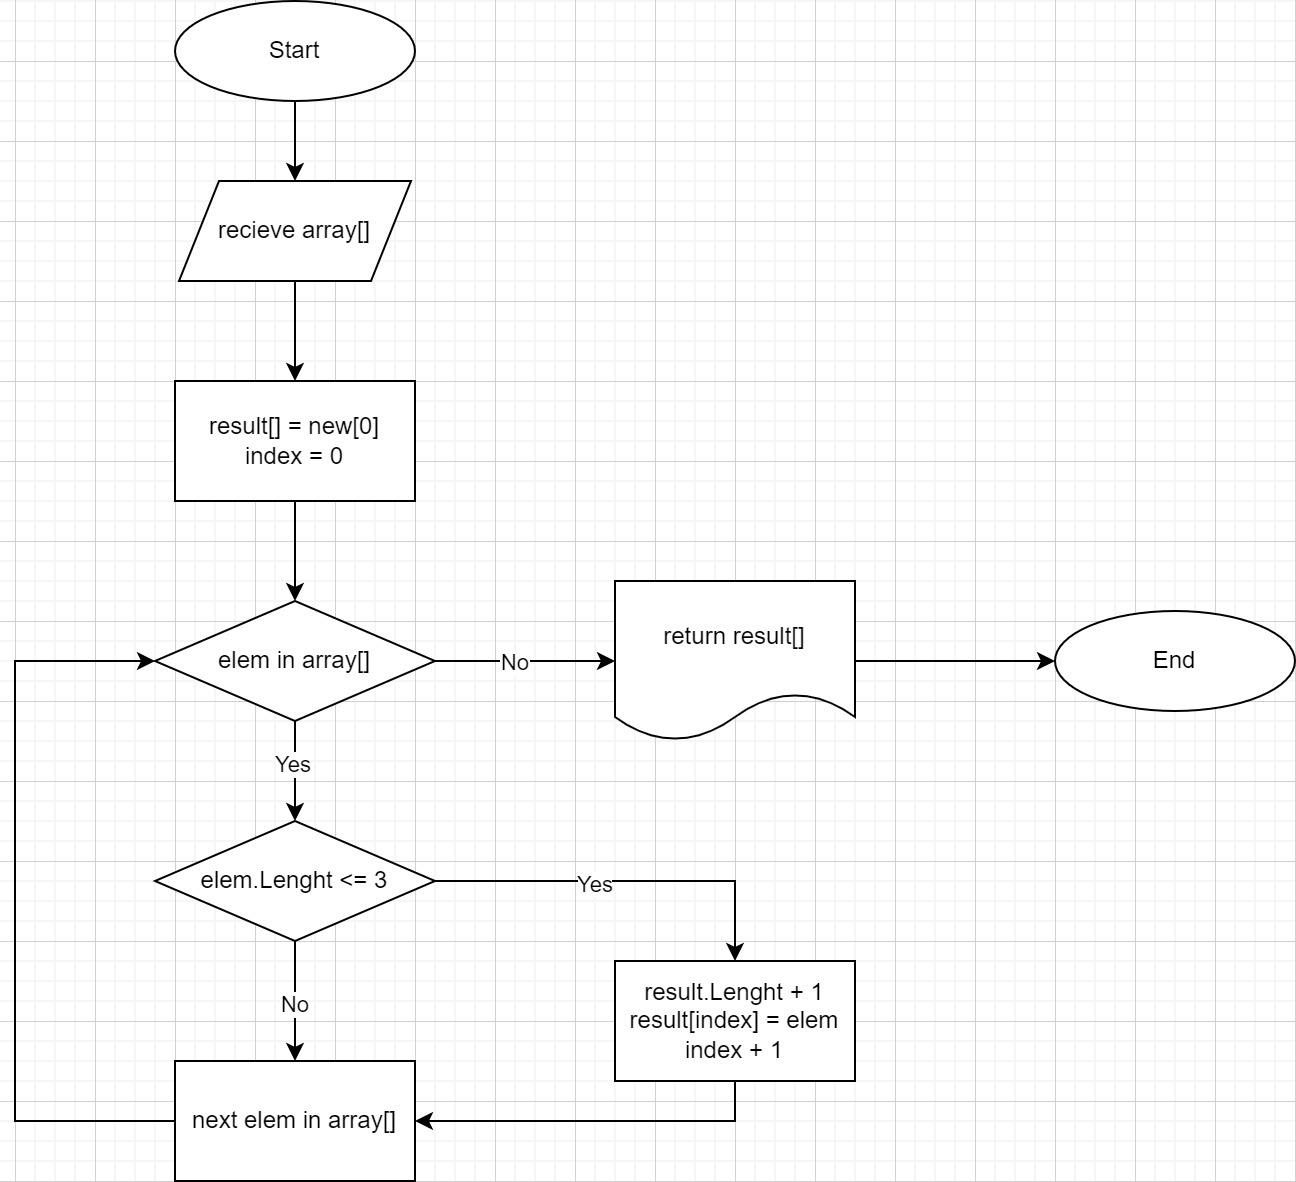 Start
recieve array[]
result[] = new[0]
index = 0
elem in array[]
No
return result[]
End
Yes
elem.Lenght <= 3
Yes
No
result.Lenght + 1
result[index] = elem
index + 1
next elem in array[]